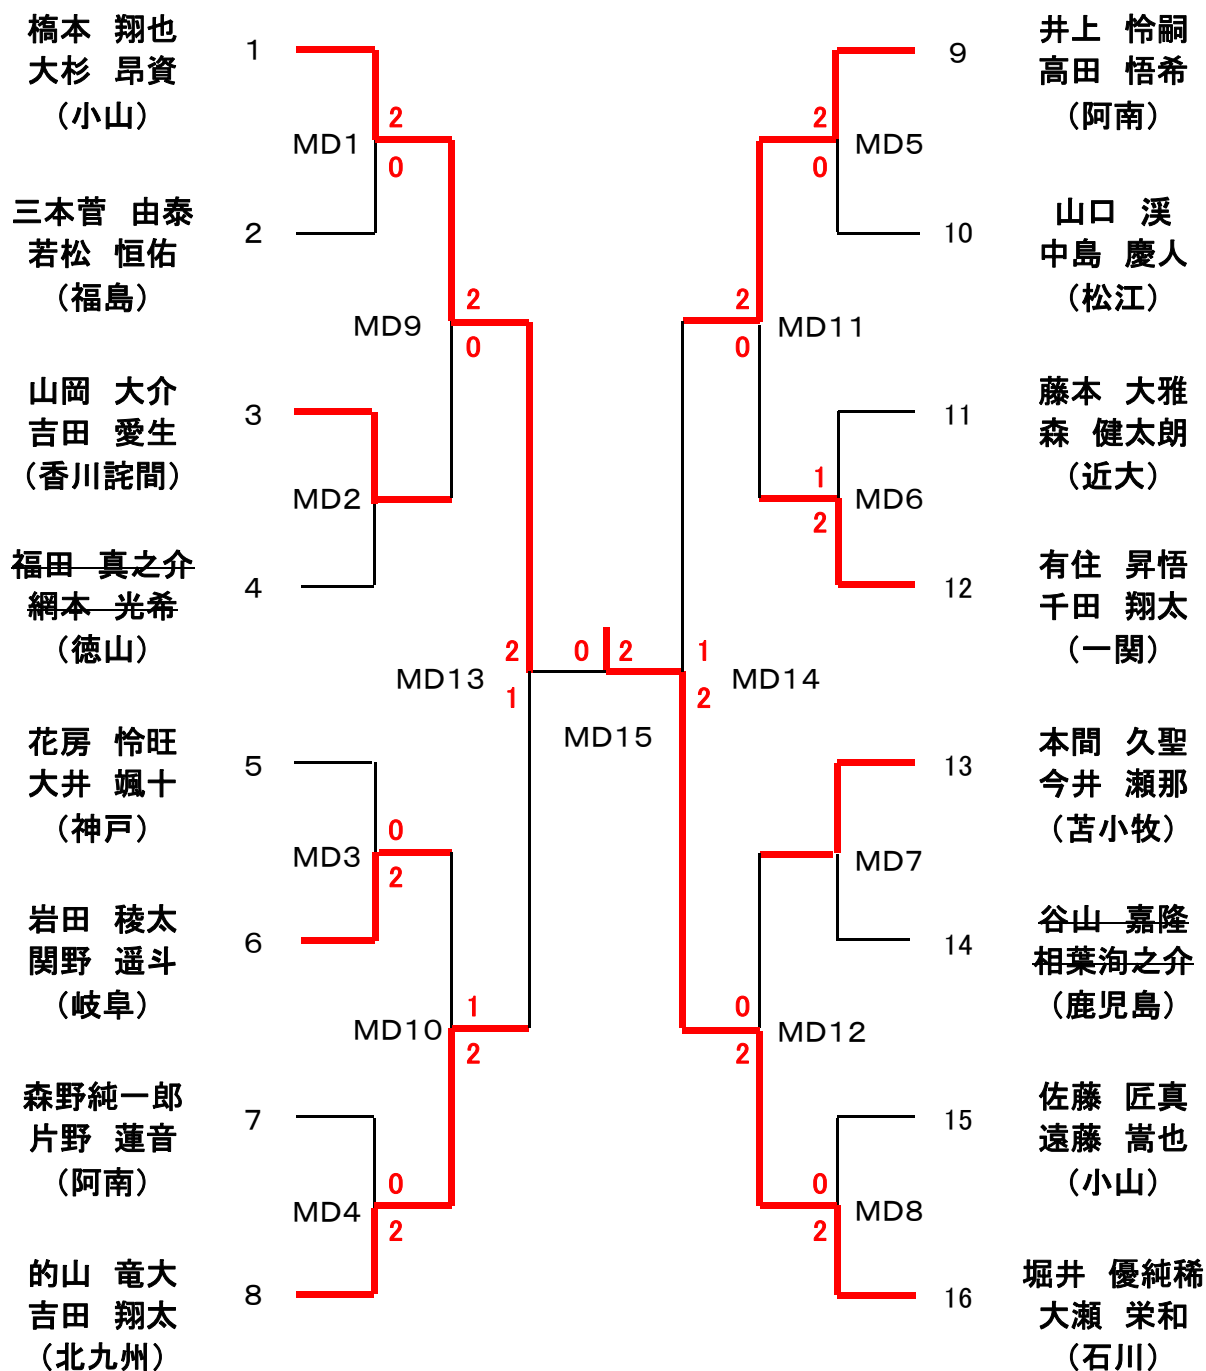 槗本　翔也
大杉　昂資
（小山）
1
MD1
2
0
三本菅　由泰
若松　恒佑
（福島）
2
MD9
2
0
山岡　大介
吉田　愛生
（香川詫間）
3
MD2
福田　真之介
網本　光希
（徳山）
4
MD13
2
1
0
2
MD15
花房　怜旺
大井　颯十
（神戸）
5
MD3
0
2
岩田　稜太
関野　遥斗
（岐阜）
6
MD10
1
2
森野純一郎
片野　蓮音
（阿南）
7
MD4
0
2
的山　竜大
吉田　翔太
（北九州）
8
井上　怜嗣
高田　悟希
（阿南）
9
2
0
MD5
山口　渓
中島　慶人
（松江）
10
2
0
MD11
藤本　大雅
森　健太朗
（近大）
11
1
2
MD6
有住　昇悟
千田　翔太
（一関）
12
1
2
MD14
本間　久聖
今井　瀬那
（苫小牧）
13
MD7
谷山　嘉隆
相葉洵之介
（鹿児島）
14
0
2
MD12
佐藤　匠真
遠藤　嵩也
（小山）
15
0
2
MD8
堀井　優純稀
大瀬　栄和
（石川）
16